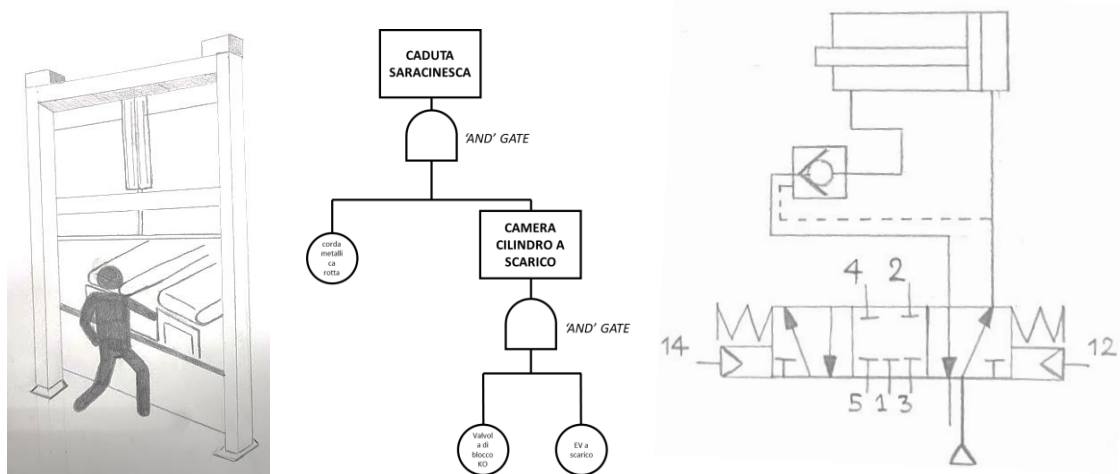 CADUTA
SARACINESCA
'AND' GATE
corda
metalli
ca
rotta
CAMERA
CILINDRO A
SCARICO
'AND' GATE
Valvol
a di
blocco
KO
EV a
scarico
4 2
14
12
5 1 3